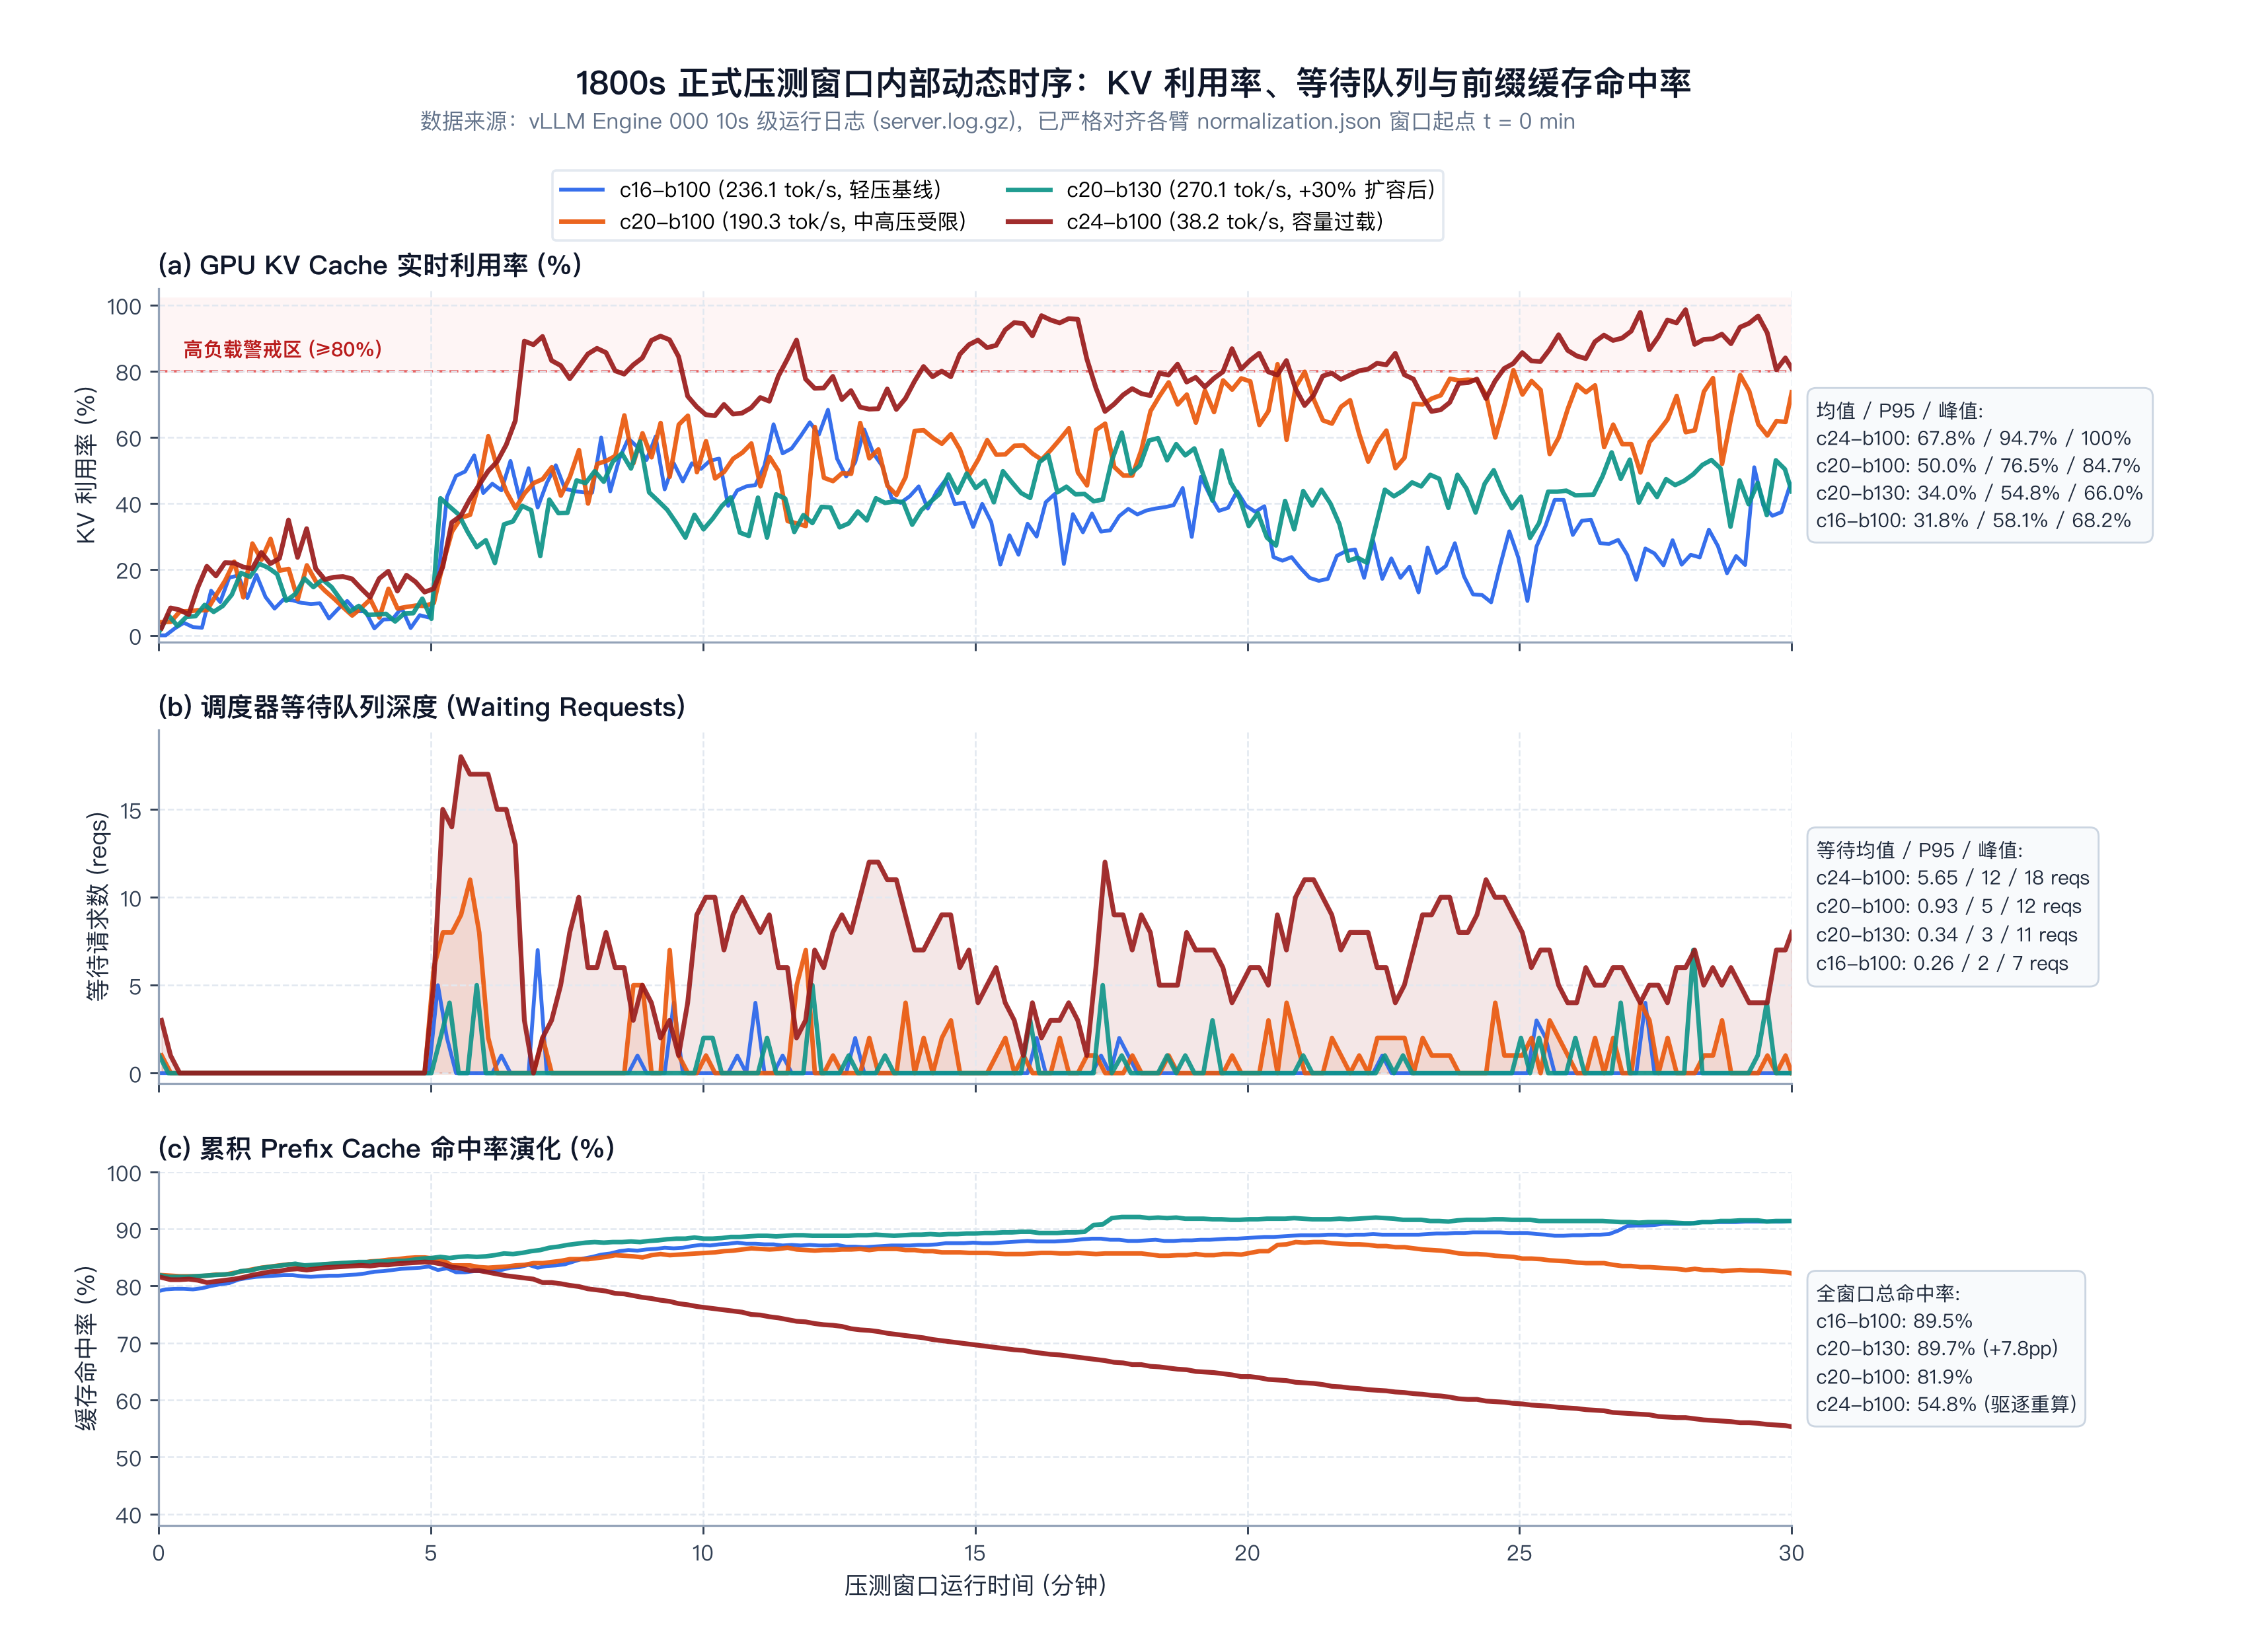 1800s 正式压测窗口内部动态时序：KV 利用率、等待队列与前缀缓存命中率
数据来源：vLLM Engine 000 10s 级运行日志 (server.log.gz)，已严格对齐各臂 normalization.json 窗口起点 t = 0 min
c16–b100 (236.1 tok/s, 轻压基线)
c20–b130 (270.1 tok/s, +30% 扩容后)
c20–b100 (190.3 tok/s, 中高压受限)
c24–b100 (38.2 tok/s, 容量过载)
(a) GPU KV Cache 实时利用率 (%)
KV 利用率 (%)
100
80
60
40
20
0
高负载警戒区 (≥80%)
均值 / P95 / 峰值:
c24–b100: 67.8% / 94.7% / 100%
c20–b100: 50.0% / 76.5% / 84.7%
c20–b130: 34.0% / 54.8% / 66.0%
c16–b100: 31.8% / 58.1% / 68.2%
(b) 调度器等待队列深度 (Waiting Requests)
等待请求数 (reqs)
15
10
5
0
等待均值 / P95 / 峰值:
c24–b100: 5.65 / 12 / 18 reqs
c20–b100: 0.93 / 5 / 12 reqs
c20–b130: 0.34 / 3 / 11 reqs
c16–b100: 0.26 / 2 / 7 reqs
(c) 累积 Prefix Cache 命中率演化 (%)
缓存命中率 (%)
100
90
80
70
60
50
40
全窗口总命中率:
c16–b100: 89.5%
c20–b130: 89.7% (+7.8pp)
c20–b100: 81.9%
c24–b100: 54.8% (驱逐重算)
0
5
10
15
20
25
30
压测窗口运行时间 (分钟)